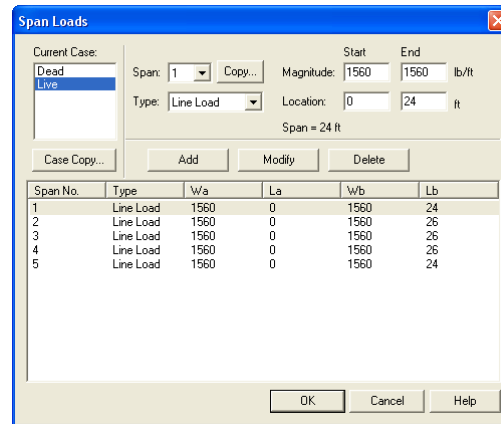 Span Loads
Current Case:
Dead
Live
Span: 1 Copy...
Type: Line Load
Start End
Magnitude: 1560 1560 lb/ft
Location: 0 24 ft
Span = 24 ft
Case Copy... Add Modify Delete
Span No. Type Wa La Wb Lb
1 Line Load 1560 0 1560 24
2 Line Load 1560 0 1560 26
3 Line Load 1560 0 1560 26
4 Line Load 1560 0 1560 26
5 Line Load 1560 0 1560 24
OK Cancel Help